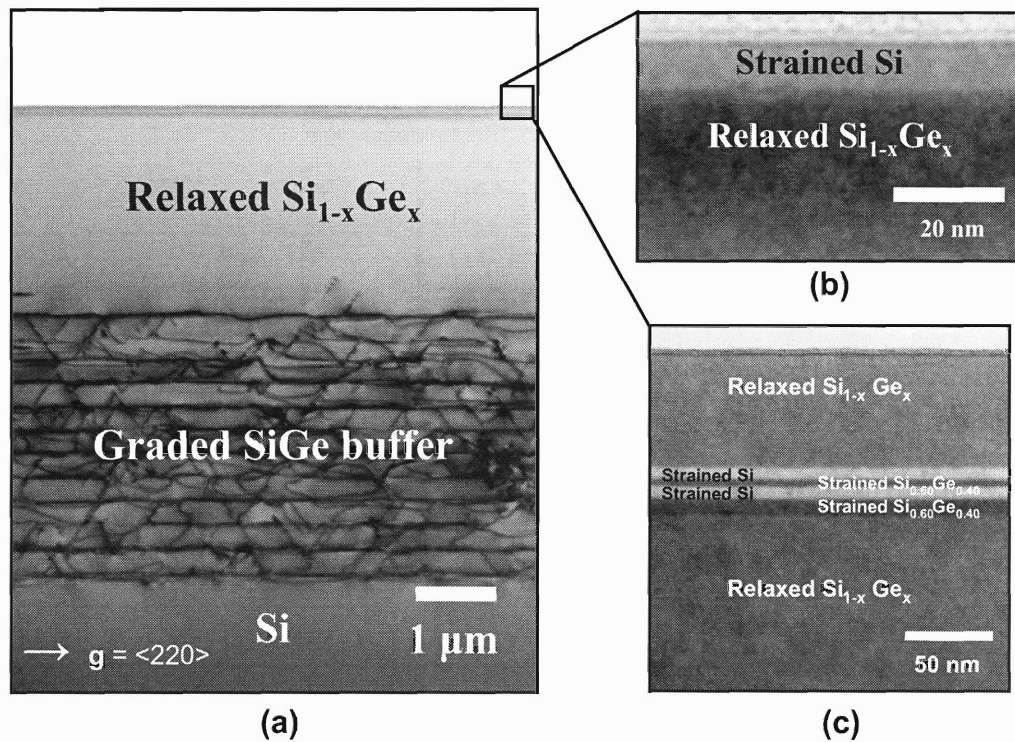 Relaxed Si1-xGex
Graded SiGe buffer
Si
1 µm
→ g = <220>
(a)
Strained Si
Relaxed Si1-xGex
20 nm
(b)
Relaxed Si1-x Gex
Strained Si
Strained Si0.60Ge0.40
Strained Si
Strained Si0.60Ge0.40
Relaxed Si1-x Gex
50 nm
(c)